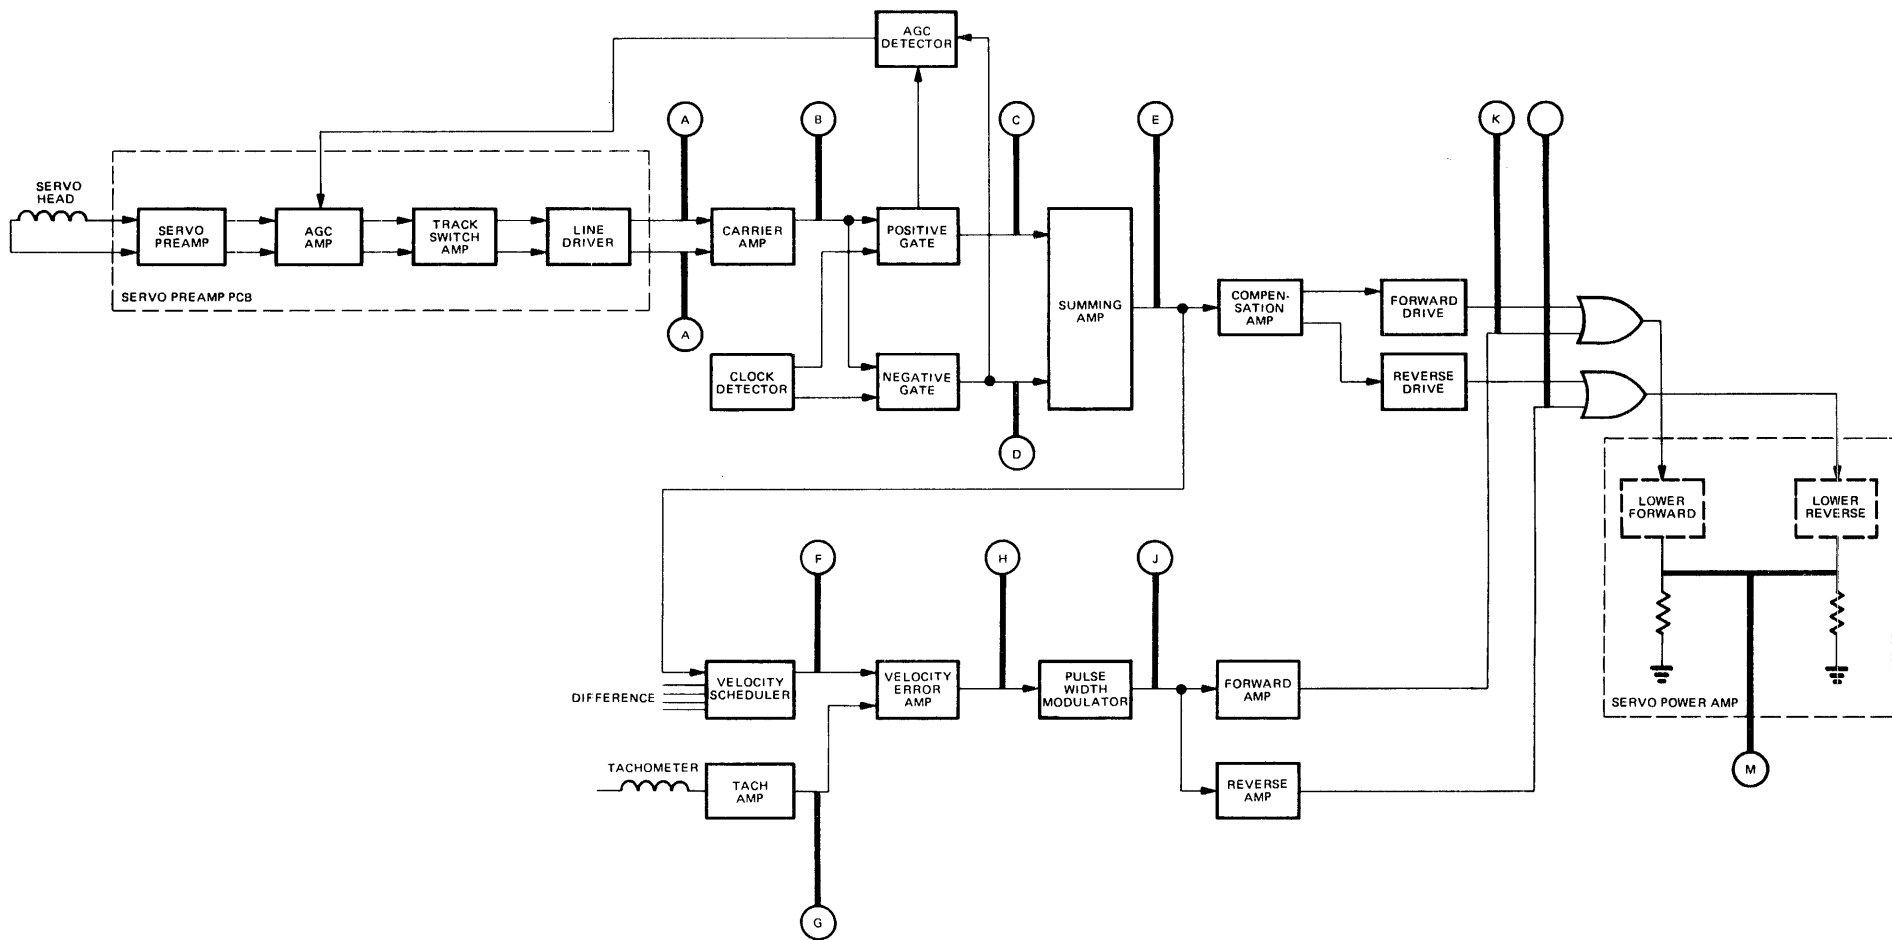 AGC
DETECTOR
A
B
C
E
K
SERVO
HEAD
SERVO
PREAMP
AGC
AMP
TRACK
SWITCH
AMP
LINE
DRIVER
CARRIER
AMP
POSITIVE
GATE
SERVO PREAMP PCB
SUMMING
AMP
COMPEN-
SATION
AMP
FORWARD
DRIVE
A
CLOCK
DETECTOR
NEGATIVE
GATE
REVERSE
DRIVE
D
LOWER
FORWARD
LOWER
REVERSE
F
H
J
DIFFERENCE
VELOCITY
SCHEDULER
VELOCITY
ERROR
AMP
PULSE
WIDTH
MODULATOR
FORWARD
AMP
SERVO POWER AMP
TACHOMETER
TACH
AMP
REVERSE
AMP
M
G